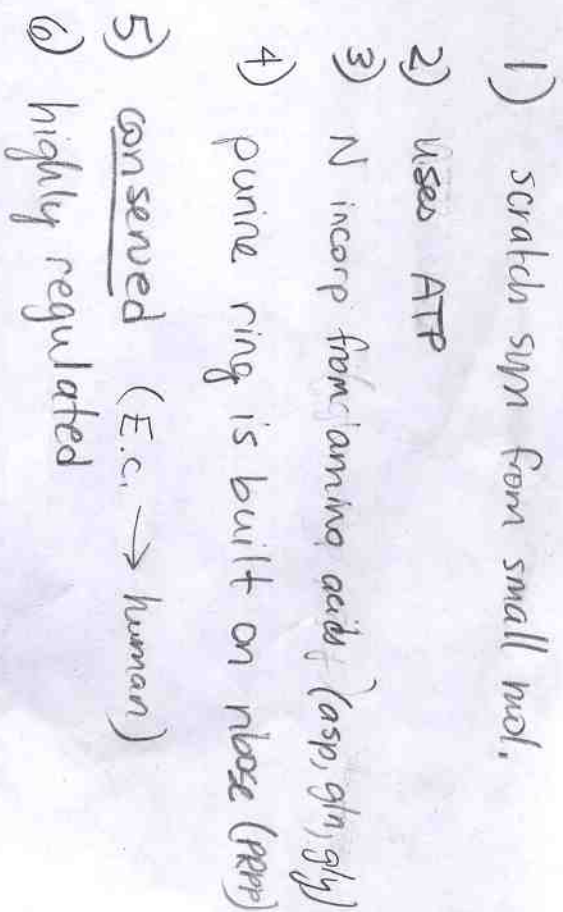 1) scratch syn from small mol.
2) uses ATP
3) N incorp from amino acids (asp, gln, gly)
4) purine ring is built on ribose (PRPP)
5) conserved (E.c. → human)
6) highly regulated